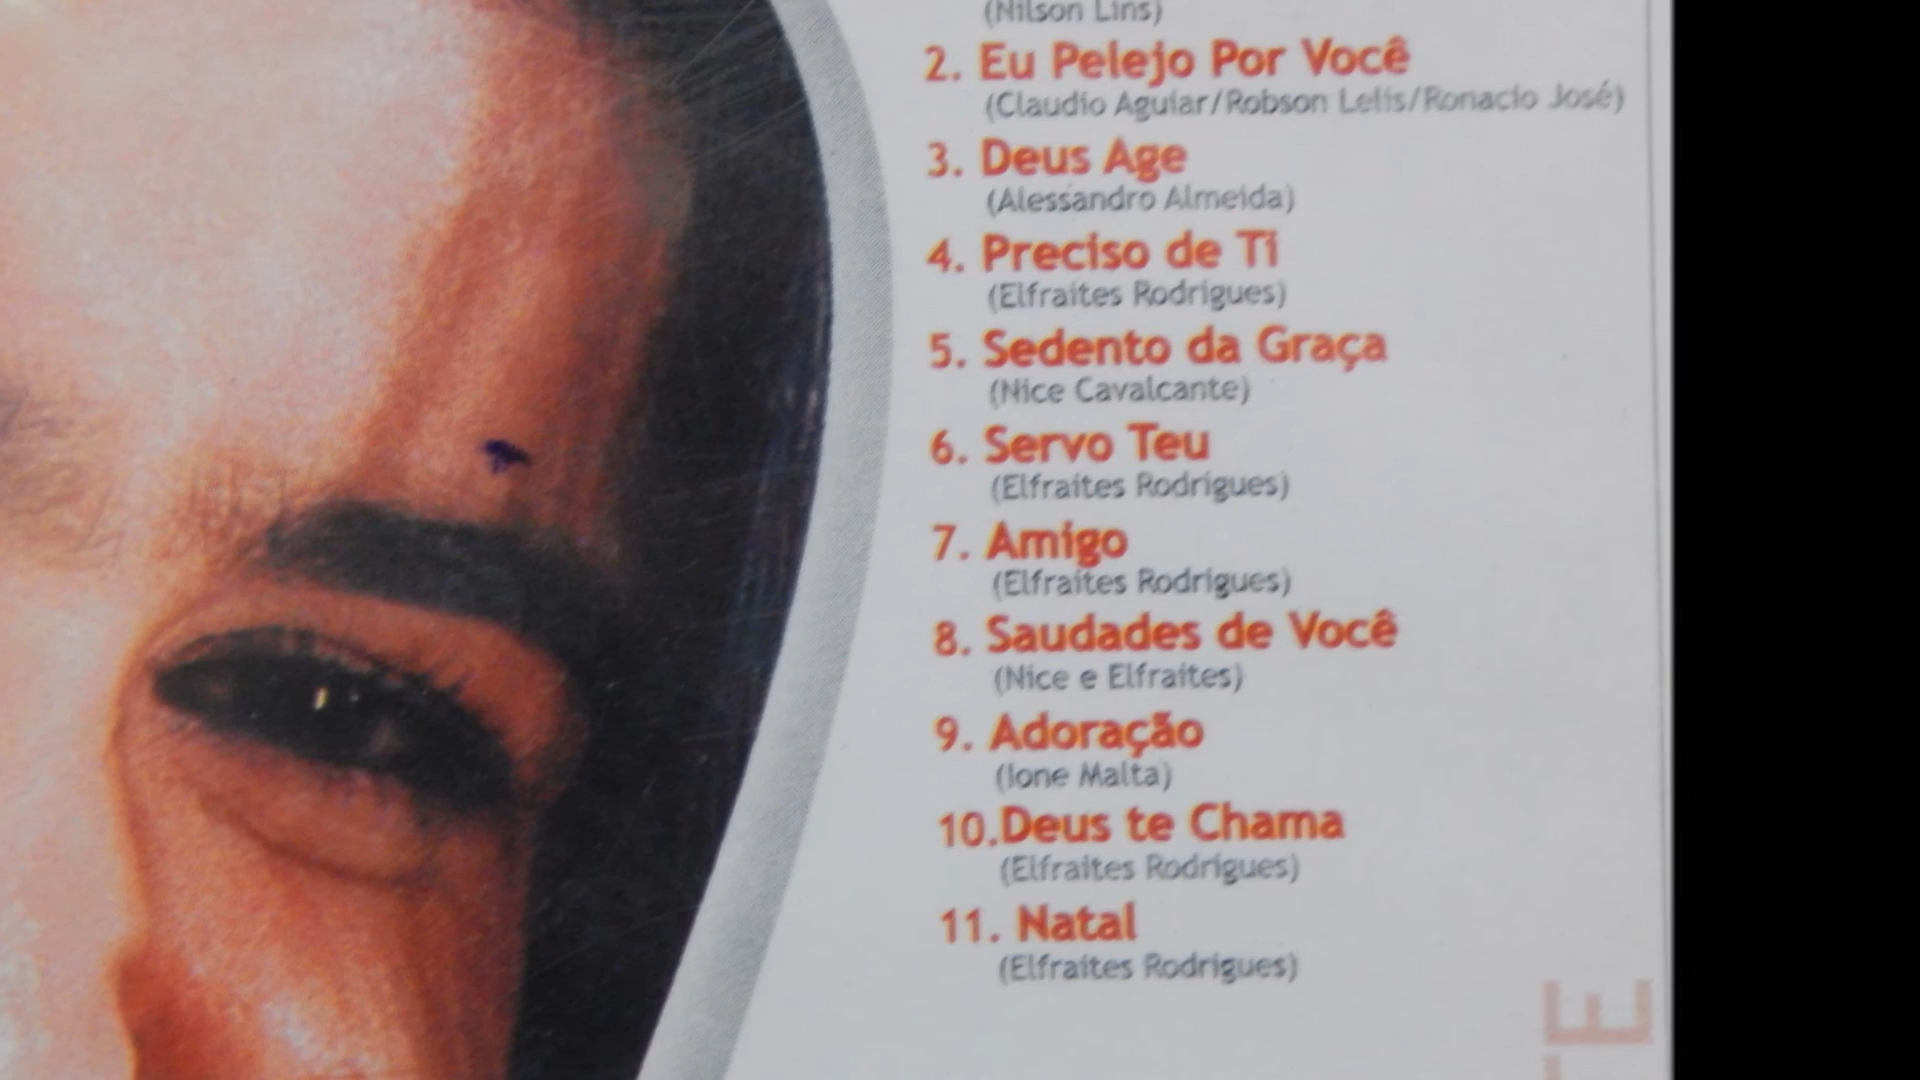 (Nilson Lins)
2. Eu Pelejo Por Você
(Claudio Aguiar/Robson Lelis/Ronacio José)
3. Deus Age
(Alessandro Almeida)
4. Preciso de Ti
(Elfraites Rodrigues)
5. Sedento da Graça
(Nice Cavalcante)
6. Servo Teu
(Elfraites Rodrigues)
7. Amigo
(Elfraites Rodrigues)
8. Saudades de Você
(Nice e Elfraites)
9. Adoração
(Ione Malta)
10.Deus te Chama
(Elfraites Rodrigues)
11. Natal
(Elfraites Rodrigues)